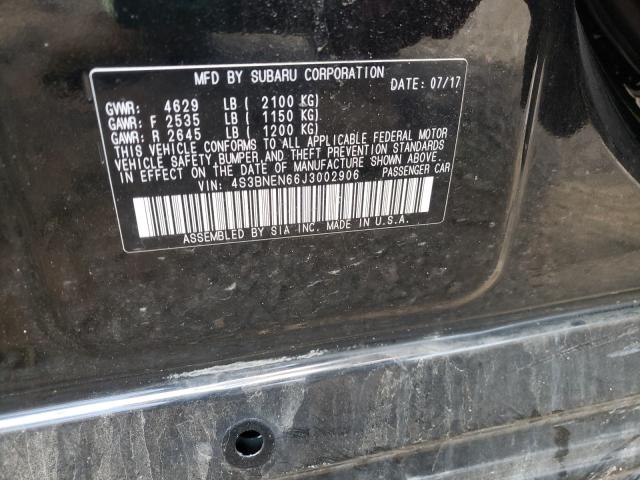 MFD BY SUBARU CORPORATION
DATE: 07/17
GVWR: 4629 LB ( 2100 KG)
GAWR: F 2535 LB ( 1150 KG)
GAWR: R 2645 LB ( 1200 KG)
THIS VEHICLE CONFORMS TO ALL APPLICABLE FEDERAL MOTOR
VEHICLE SAFETY,BUMPER,AND THEFT PREVENTION STANDARDS
IN EFFECT ON THE DATE OF MANUFACTURE SHOWN ABOVE.
VIN: 4S3BNEN66J3002906 PASSENGER CAR
ASSEMBLED BY SIA INC. MADE IN U.S.A.